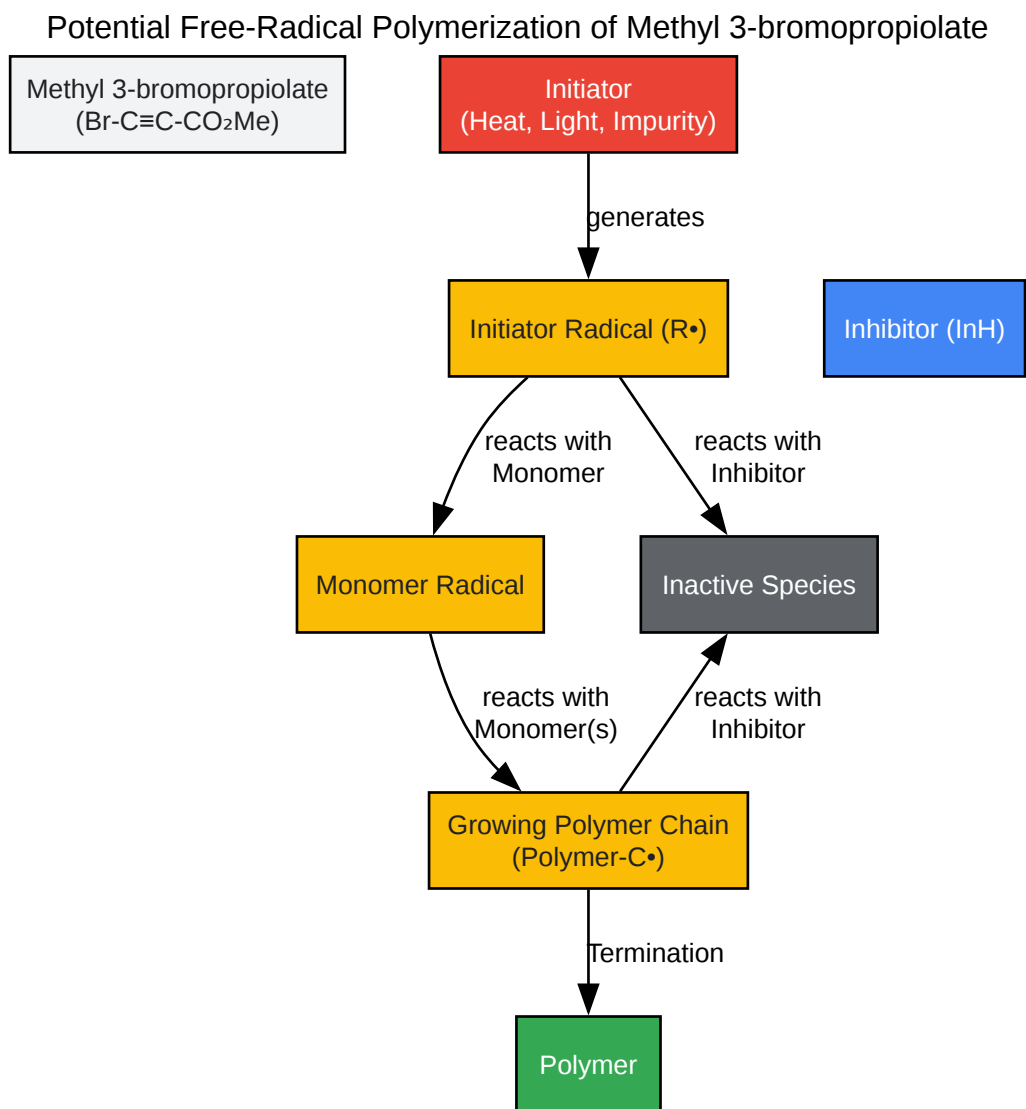 Potential Free-Radical Polymerization of Methyl 3-bromopropiolate
Methyl 3-bromopropiolate
(Br-C≡C-CO₂Me)
Initiator
(Heat, Light, Impurity)
generates
Initiator Radical (R•)
Inhibitor (InH)
reacts with
Monomer
reacts with
Inhibitor
Monomer Radical
Inactive Species
reacts with
Monomer(s)
reacts with
Inhibitor
Growing Polymer Chain
(Polymer-C•)
Termination
Polymer